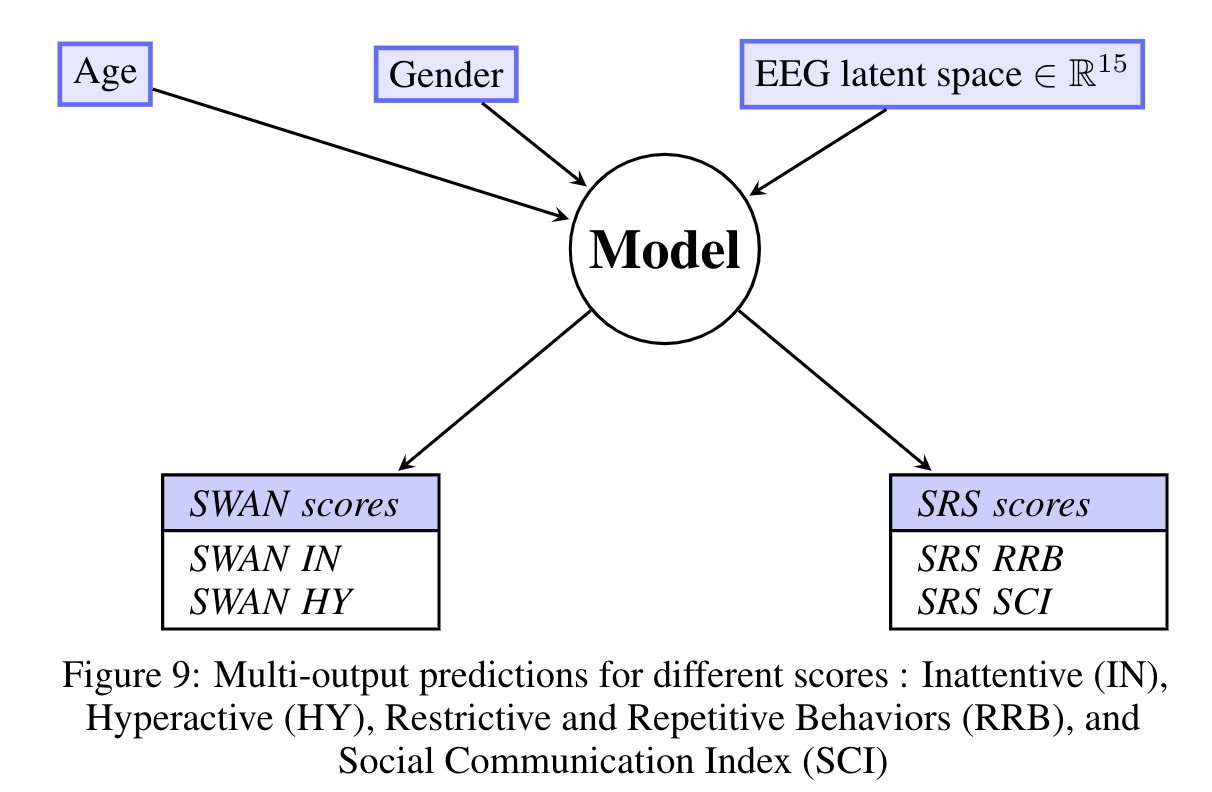 Age
Gender
EEG latent space ∈ ℝ¹⁵
Model
SWAN scores
SWAN IN
SWAN HY
SRS scores
SRS RRB
SRS SCI
Figure 9: Multi-output predictions for different scores : Inattentive (IN),
Hyperactive (HY), Restrictive and Repetitive Behaviors (RRB), and
Social Communication Index (SCI)